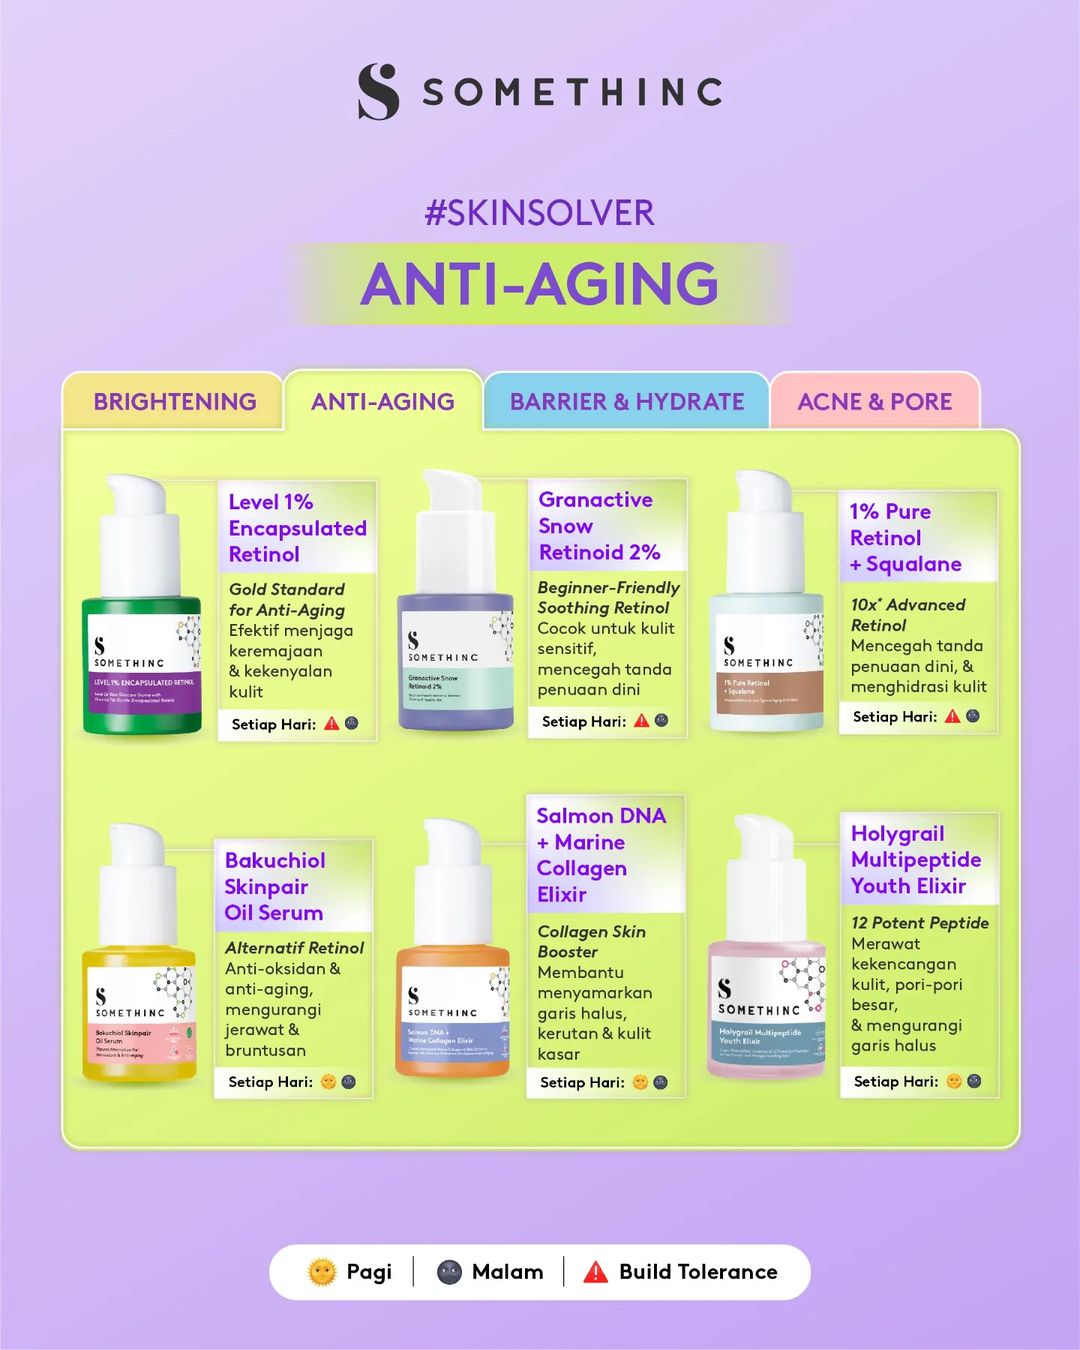 SOMETHINC
#SKINSOLVER
ANTI-AGING
BRIGHTENING
ANTI-AGING
BARRIER & HYDRATE
ACNE & PORE
Level 1%
Encapsulated
Retinol
Gold Standard
for Anti-Aging
Efektif menjaga
keremajaan
& kekenyalan
kulit
Setiap Hari:
SOMETHINC
LEVEL 1% ENCAPSULATED RETINOL
Granactive
Snow
Retinoid 2%
Beginner-Friendly
Soothing Retinol
Cocok untuk kulit
sensitif,
mencegah tanda
penuaan dini
Setiap Hari:
SOMETHINC
Granactive Snow
Retinoid 2%
1% Pure
Retinol
+ Squalane
10x* Advanced
Retinol
Mencegah tanda
penuaan dini, &
menghidrasi kulit
Setiap Hari:
SOMETHINC
1% Pure Retinol
+ Squalane
Bakuchiol
Skinpair
Oil Serum
Alternatif Retinol
Anti-oksidan &
anti-aging,
mengurangi
jerawat &
bruntusan
Setiap Hari:
SOMETHINC
Bakuchiol Skinpair
Oil Serum
Natural Alternative for
Antioxidant & Anti-aging
Salmon DNA
+ Marine
Collagen
Elixir
Collagen Skin
Booster
Membantu
menyamarkan
garis halus,
kerutan & kulit
kasar
Setiap Hari:
SOMETHINC
Salmon DNA +
Marine Collagen Elixir
Holygrail
Multipeptide
Youth Elixir
12 Potent Peptide
Merawat
kekencangan
kulit, pori-pori
besar,
& mengurangi
garis halus
Setiap Hari:
SOMETHINC
Holygrail Multipeptide
Youth Elixir
Pagi
Malam
Build Tolerance